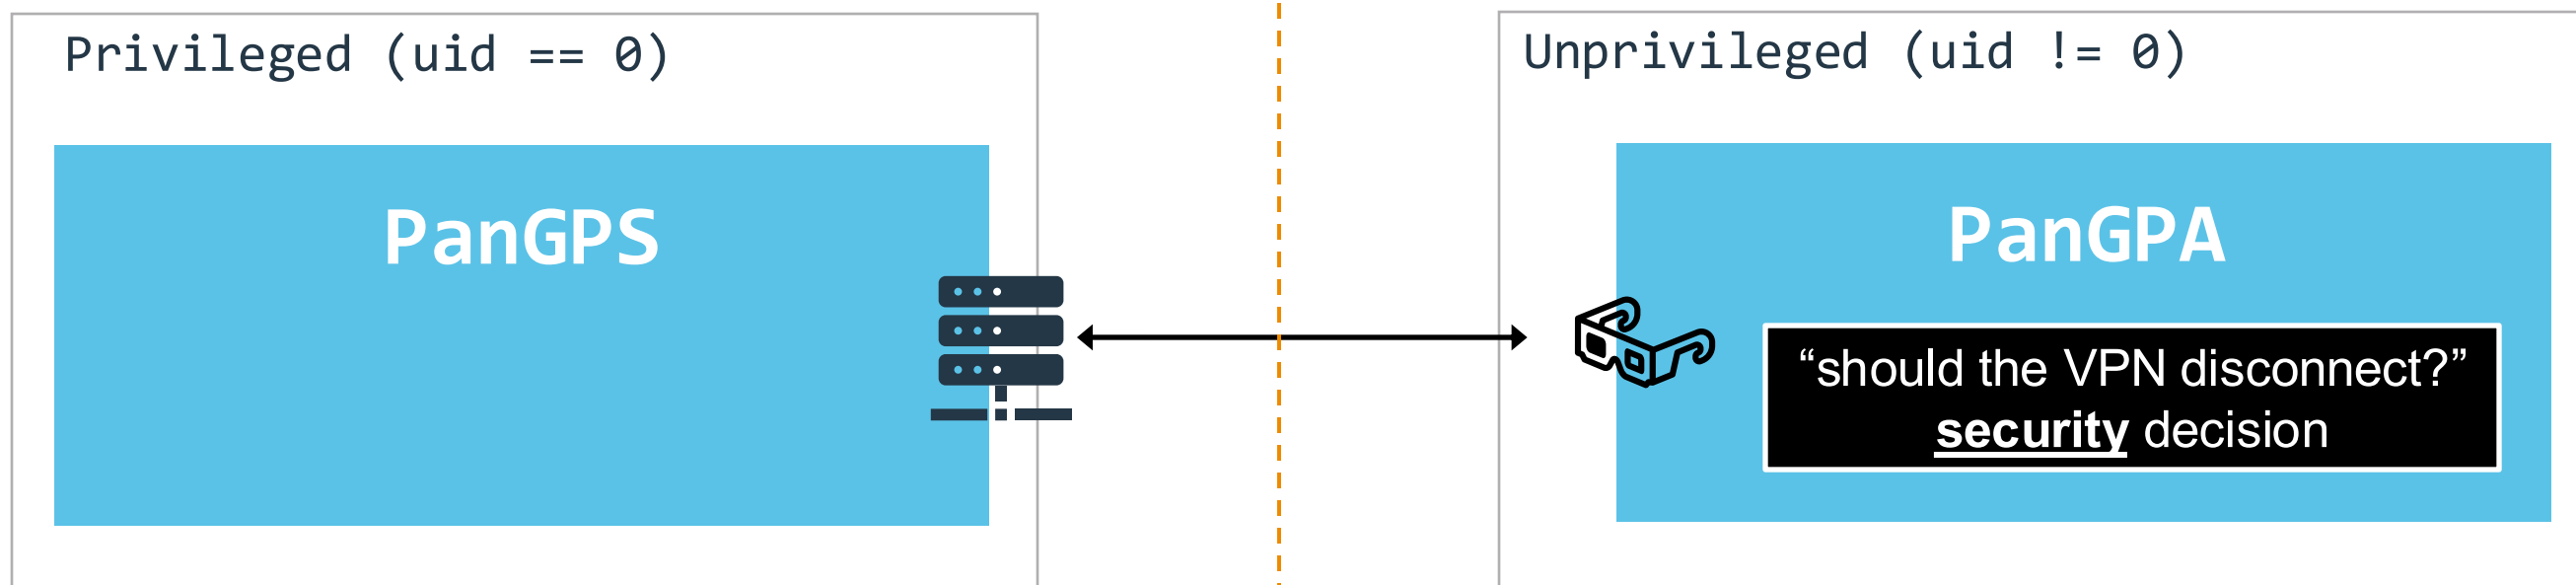 Privileged (uid == 0)
PanGPS
Unprivileged (uid != 0)
PanGPA
“should the VPN disconnect?”
security decision